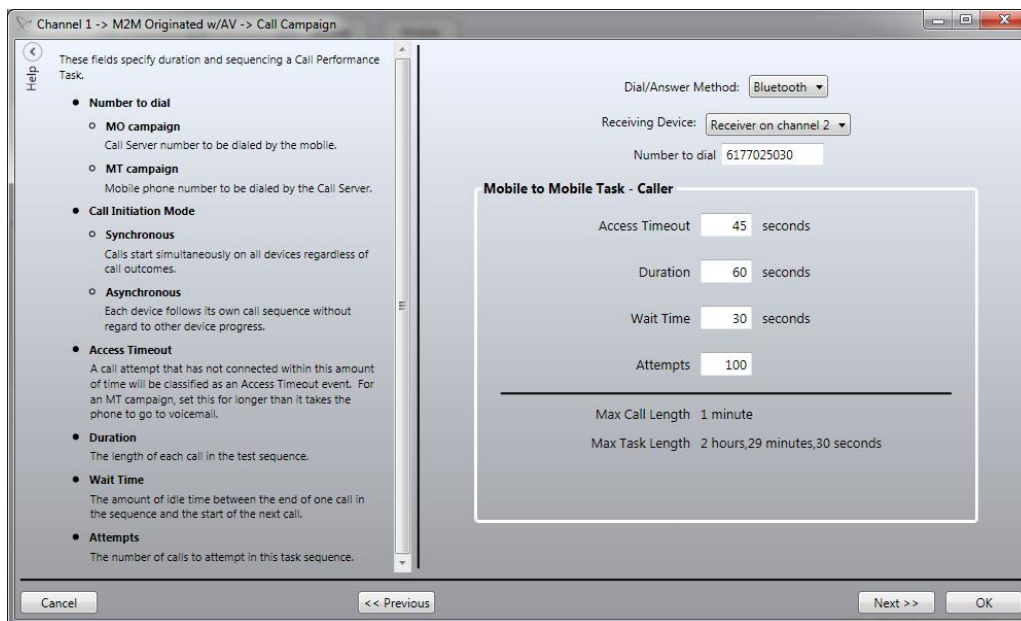 Channel 1 -> M2M Originated w/AV -> Call Campaign
Help
These fields specify duration and sequencing a Call Performance
Task.
• Number to dial
○ MO campaign
Call Server number to be dialed by the mobile.
○ MT campaign
Mobile phone number to be dialed by the Call Server.
• Call Initiation Mode
○ Synchronous
Calls start simultaneously on all devices regardless of
call outcomes.
○ Asynchronous
Each device follows its own call sequence without
regard to other device progress.
• Access Timeout
A call attempt that has not connected within this amount
of time will be classified as an Access Timeout event. For
an MT campaign, set this for longer than it takes the
phone to go to voicemail.
• Duration
The length of each call in the test sequence.
• Wait Time
The amount of idle time between the end of one call in
the sequence and the start of the next call.
• Attempts
The number of calls to attempt in this task sequence.
Dial/Answer Method: Bluetooth
Receiving Device: Receiver on channel 2
Number to dial 6177025030
Mobile to Mobile Task - Caller
Access Timeout 45 seconds
Duration 60 seconds
Wait Time 30 seconds
Attempts 100
Max Call Length 1 minute
Max Task Length 2 hours,29 minutes,30 seconds
Cancel
<< Previous
Next >>
OK